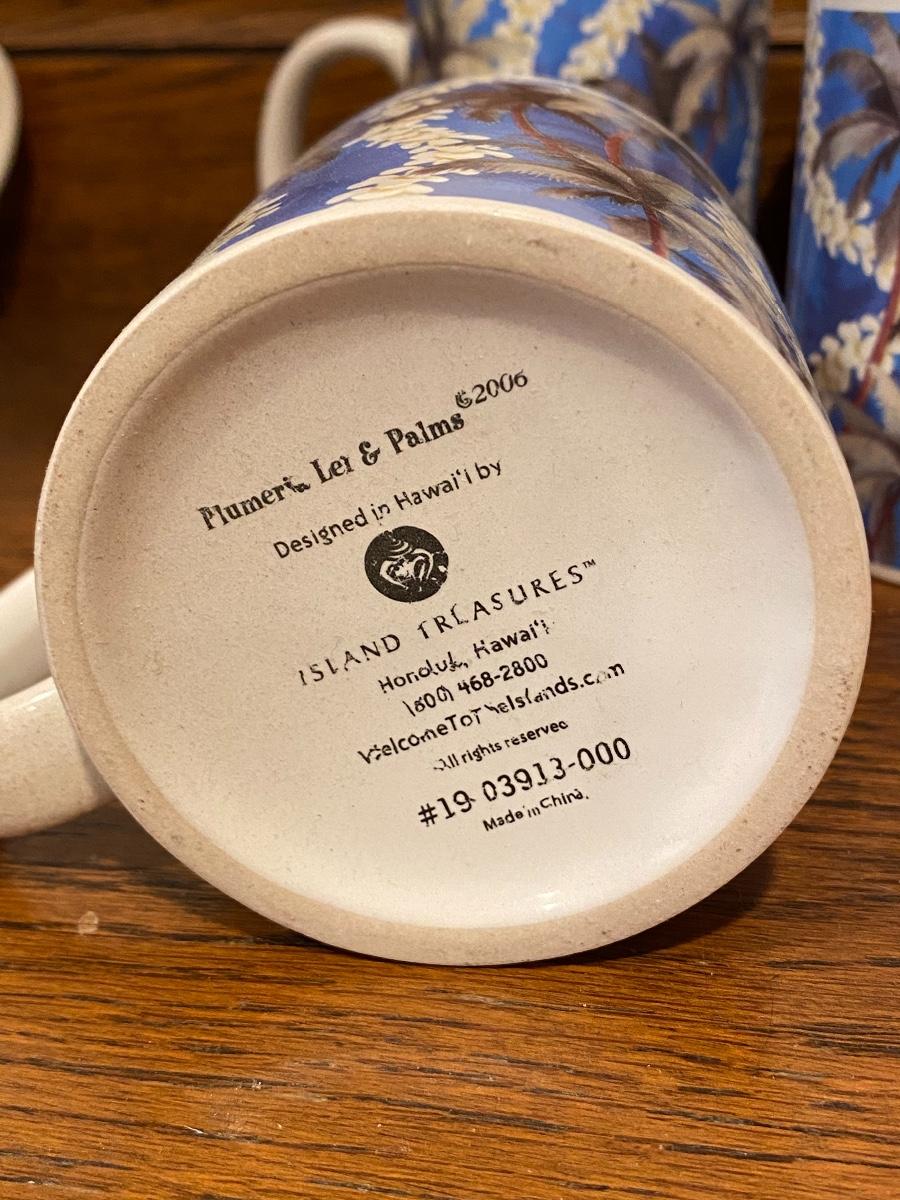 Plumeria Lei & Palms ©2006
Designed in Hawai‘i by
ISLAND TREASURES™
Honolulu, Hawai‘i
(800) 468-2800
WelcomeToTheIslands.com
All rights reserved
#19-03913-000
Made in China.